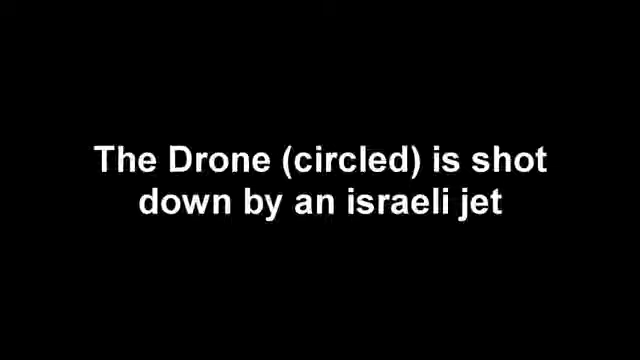 The Drone (circled) is shot
down by an israeli jet